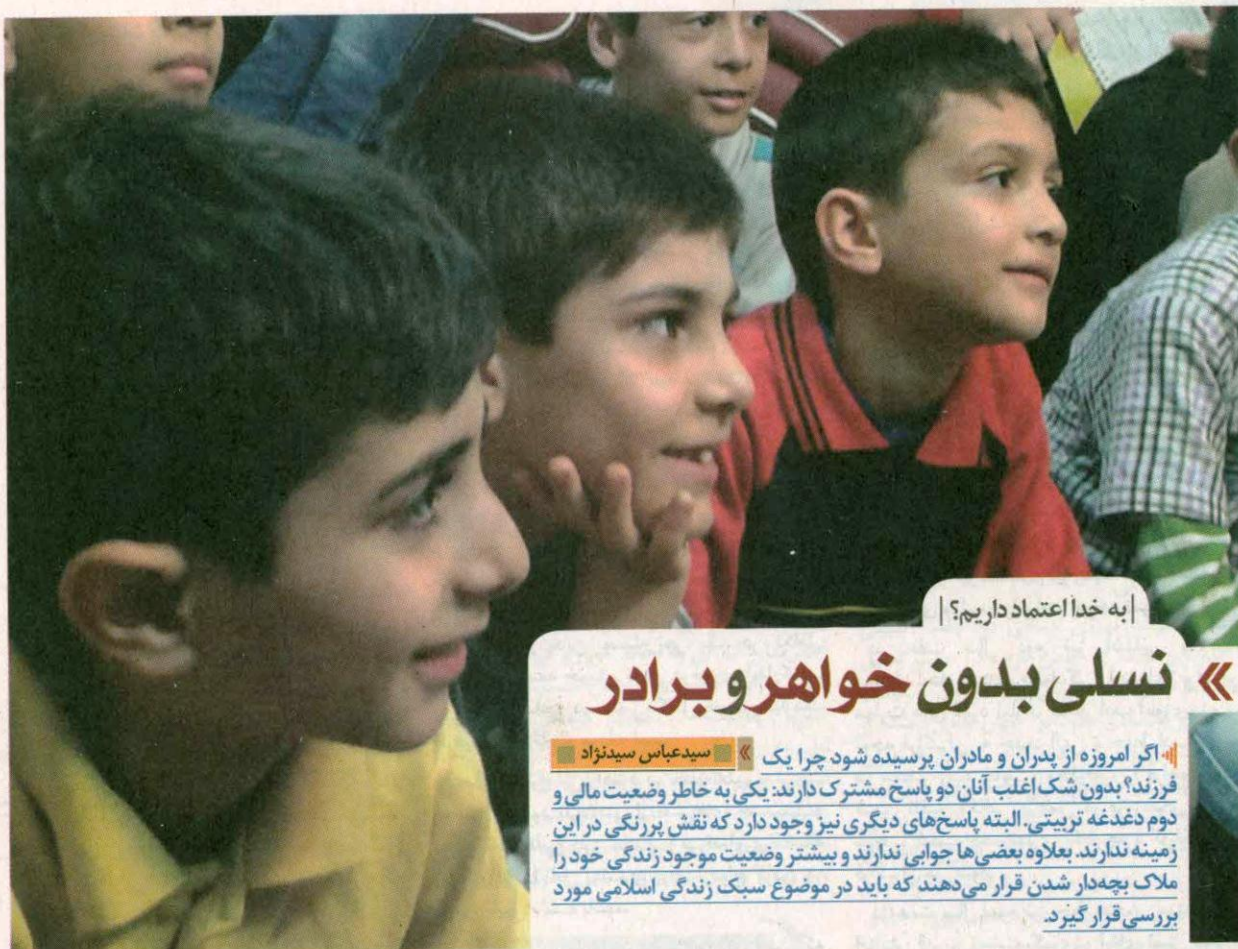 | به خدا اعتماد داریم؟ |
» نسلی بدون خواهر و برادر
اگر امروزه از پدران و مادران پرسیده شود چرا یک » سیدعباس سیدنژاد
فرزند؟ بدون شک اغلب آنان دو پاسخ مشترک دارند: یکی به خاطر وضعیت مالی و
دوم دغدغه تربیتی. البته پاسخ‌های دیگری نیز وجود دارد که نقش پررنگی در این
زمینه ندارند. بعلاوه بعضی‌ها جوابی ندارند و بیشتر وضعیت موجود زندگی خود را
ملاک بچه‌دار شدن قرار می‌دهند که باید در موضوع سبک زندگی اسلامی مورد
بررسی قرار گیرد.